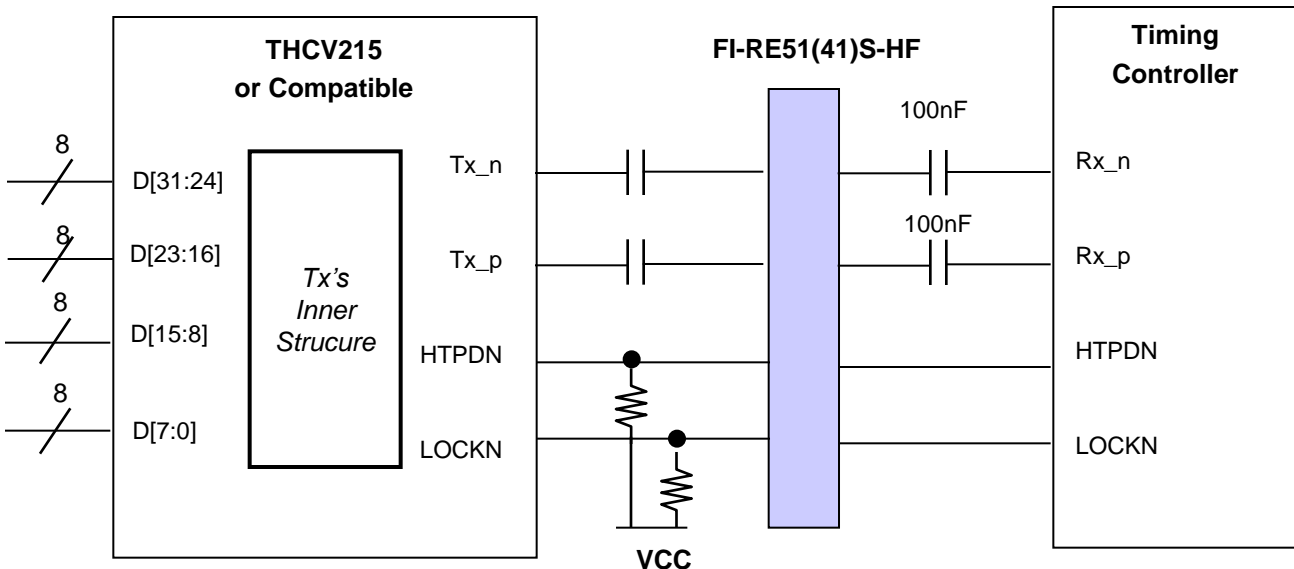 THCV215
or Compatible
FI-RE51(41)S-HF
Timing
Controller
100nF
8
D[31:24]
Tx_n
Rx_n
8
D[23:16]
Tx_p
100nF
Rx_p
Tx's
Inner
Strucure
8
D[15:8]
HTPDN
HTPDN
8
D[7:0]
LOCKN
LOCKN
VCC